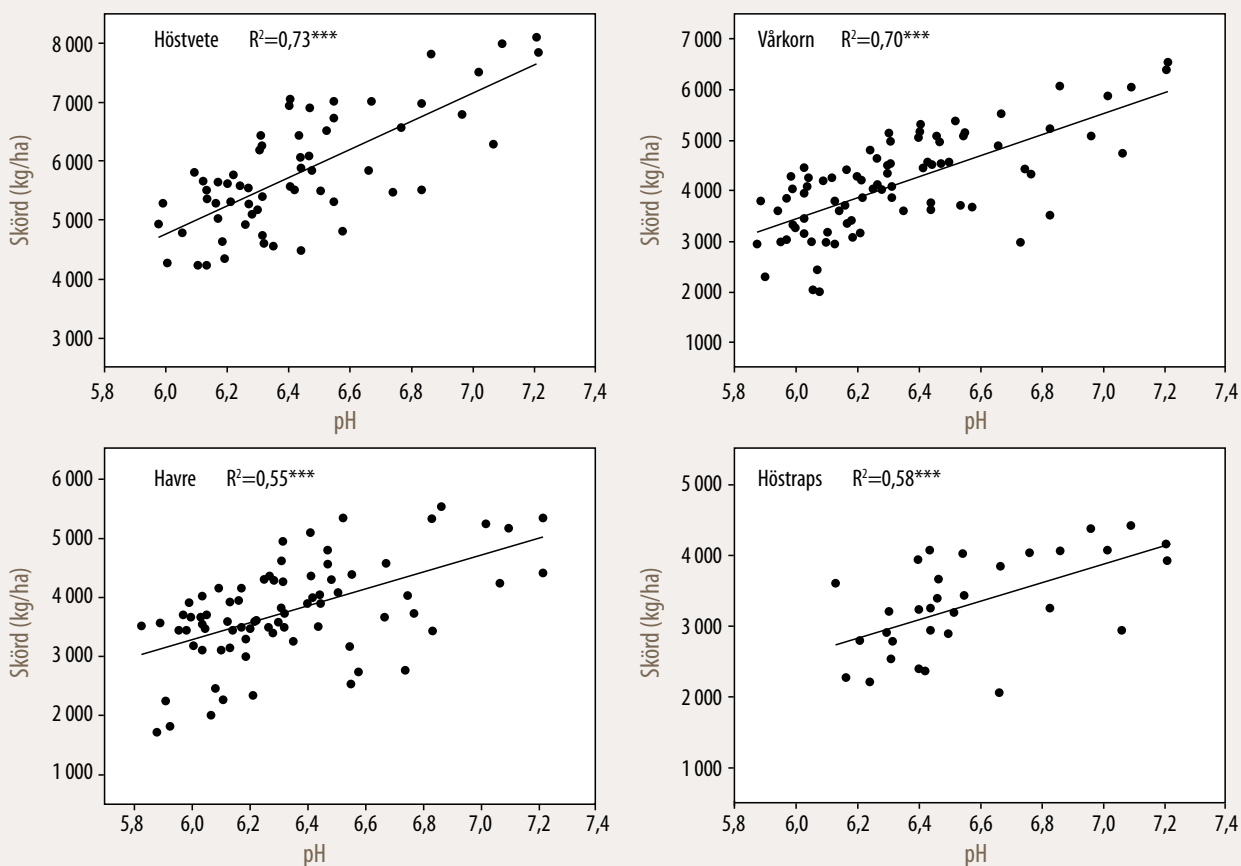 Höstvete R²=0,73***
8 000
7 000
6 000
5 000
4 000
3 000
Skörd (kg/ha)
5,8 6,0 6,2 6,4 6,6 6,8 7,0 7,2 7,4
pH
Vårkorn R²=0,70***
7 000
6 000
5 000
4 000
3 000
2 000
1000
Skörd (kg/ha)
5,8 6,0 6,2 6,4 6,6 6,8 7,0 7,2 7,4
pH
Havre R²=0,55***
6 000
5 000
4 000
3 000
2 000
1 000
Skörd (kg/ha)
5,8 6,0 6,2 6,4 6,6 6,8 7,0 7,2 7,4
pH
Höstraps R²=0,58***
5 000
4 000
3 000
2 000
1 000
Skörd (kg/ha)
5,8 6,0 6,2 6,4 6,6 6,8 7,0 7,2 7,4
pH